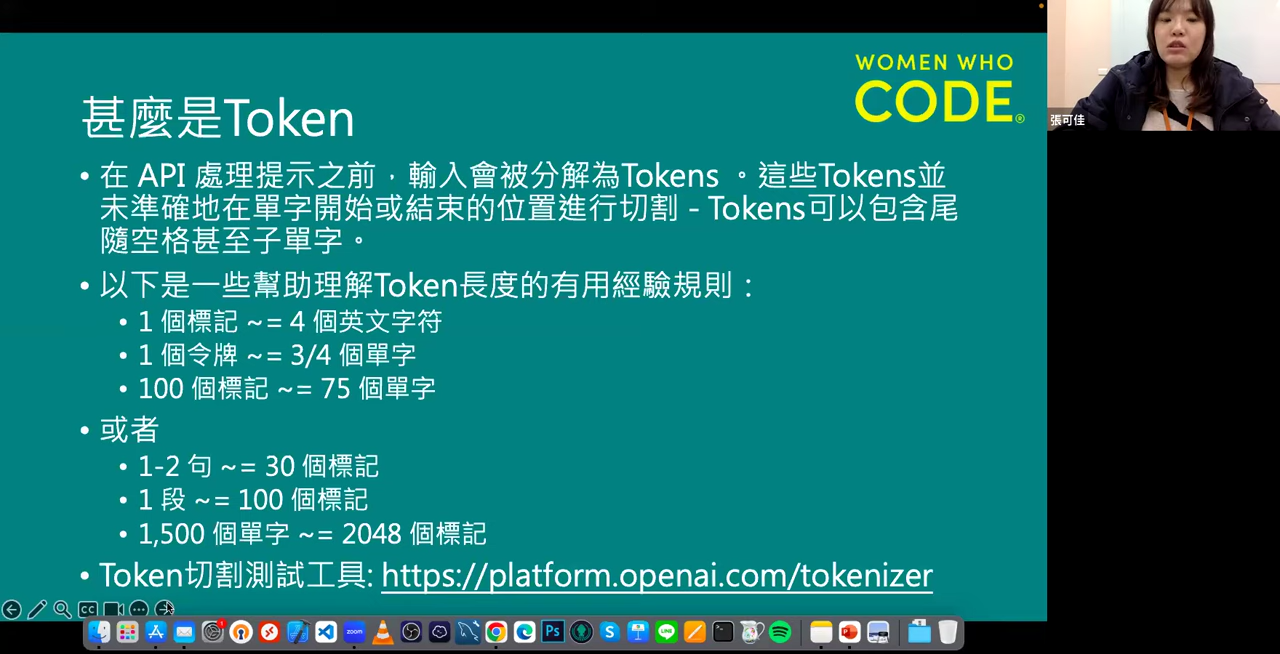 WOMEN WHO
CODE®
張可佳
甚麼是Token
• 在 API 處理提示之前，輸入會被分解為Tokens 。這些Tokens並
未準確地在單字開始或結束的位置進行切割 - Tokens可以包含尾
隨空格甚至子單字。
• 以下是一些幫助理解Token長度的有用經驗規則：
• 1 個標記 ~= 4 個英文字符
• 1 個令牌 ~= 3/4 個單字
• 100 個標記 ~= 75 個單字
• 或者
• 1-2 句 ~= 30 個標記
• 1 段 ~= 100 個標記
• 1,500 個單字 ~= 2048 個標記
• Token切割測試工具: https://platform.openai.com/tokenizer
CC
zoom
Ps
LINE